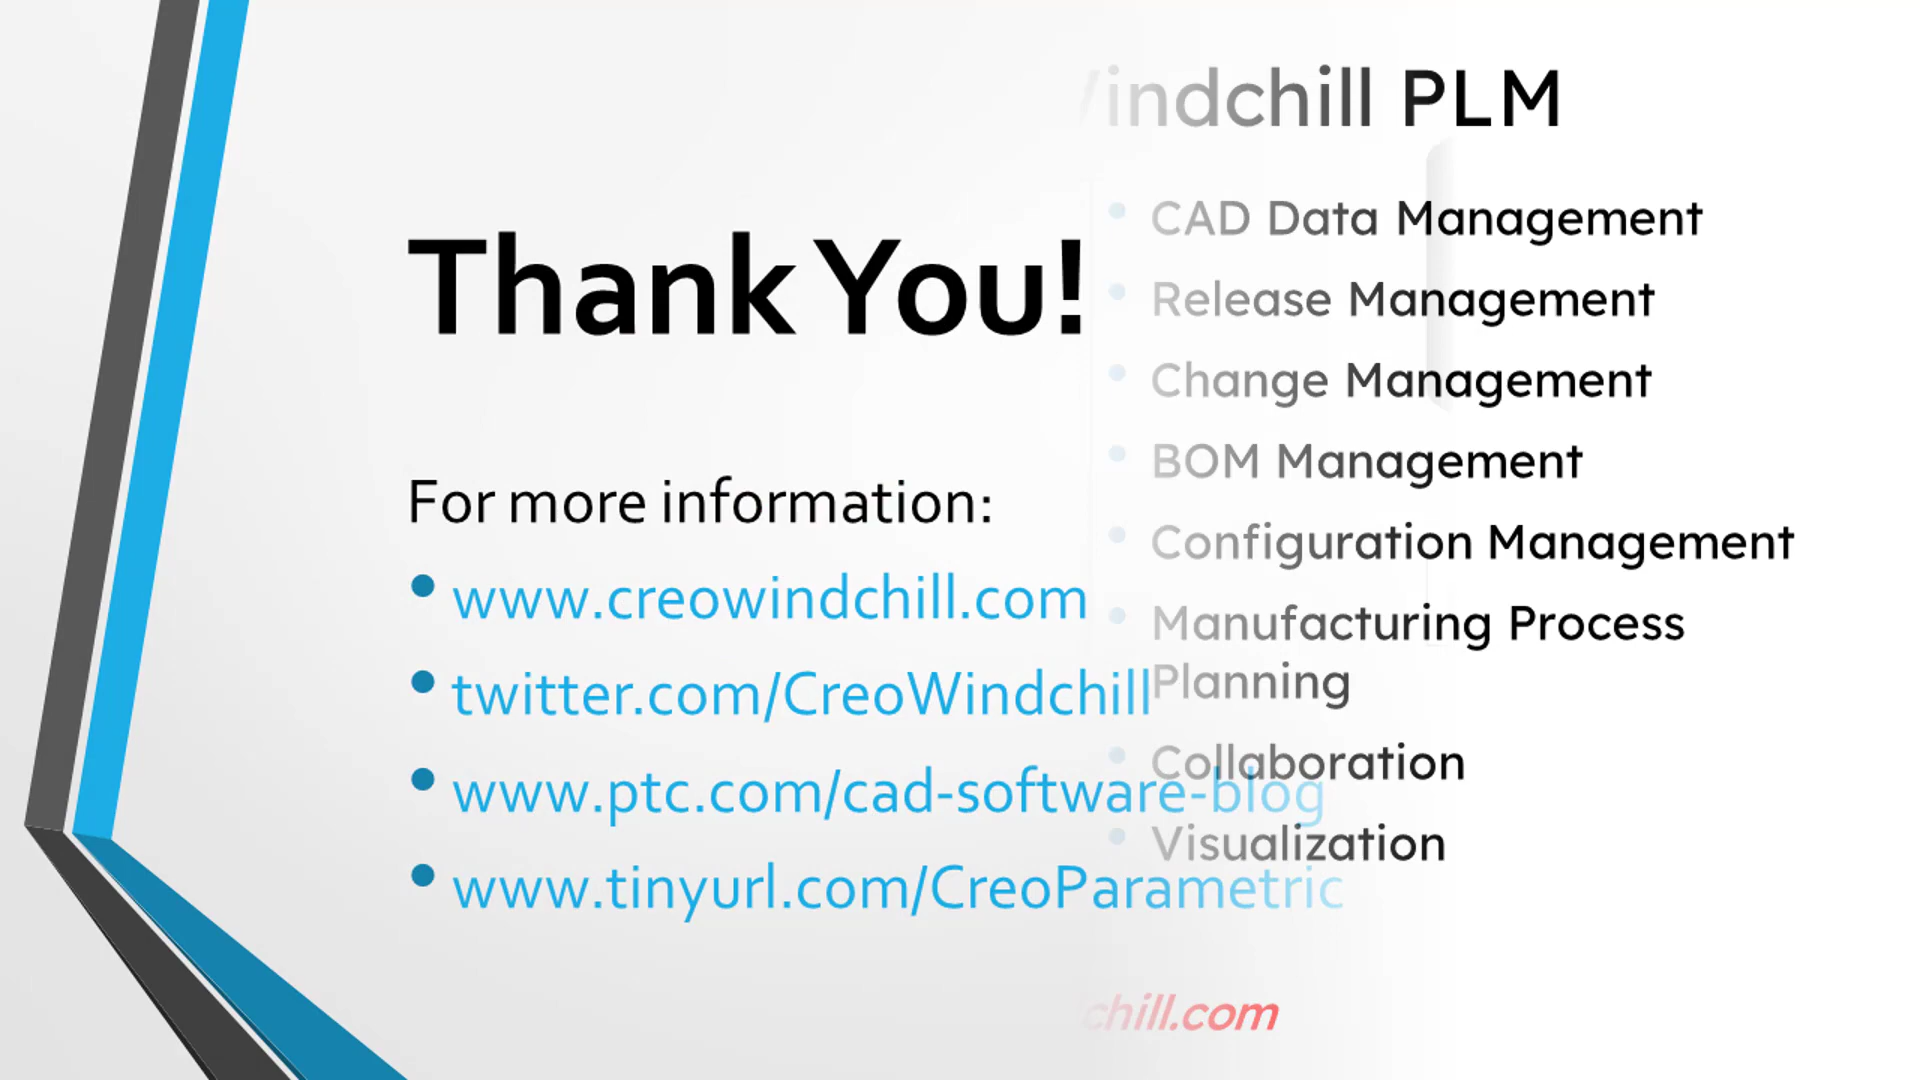 Thank You!
For more information:
• www.creowindchill.com
• twitter.com/CreoWindchill
• www.ptc.com/cad-software-blog
• www.tinyurl.com/CreoParametric
Windchill PLM
• CAD Data Management
• Release Management
• Change Management
• BOM Management
• Configuration Management
• Manufacturing Process
Planning
• Collaboration
• Visualization
chill.com